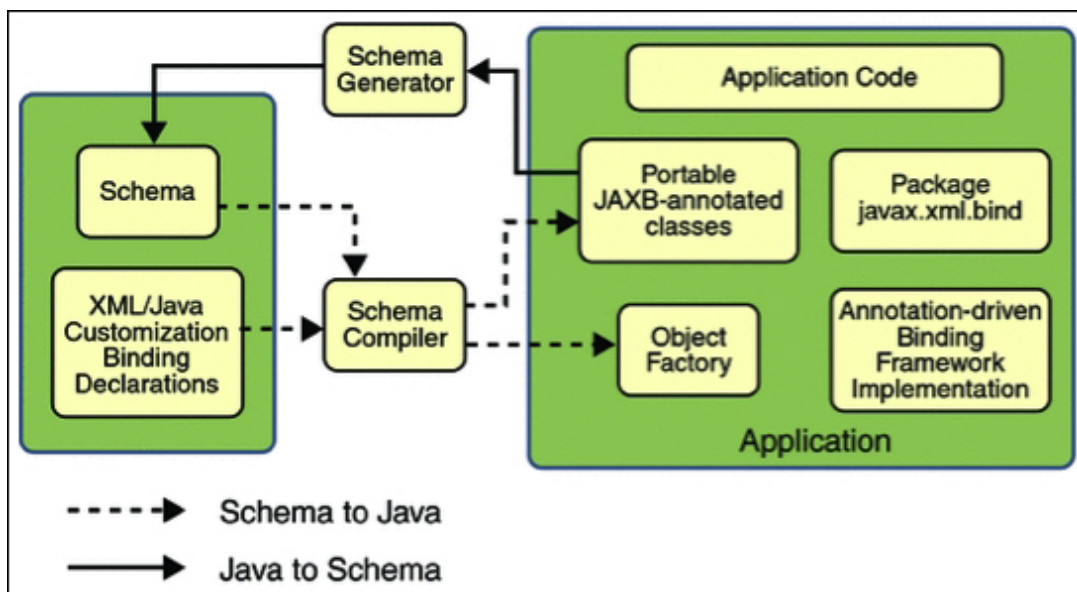 Schema
Generator
Application Code
Schema
Portable
JAXB-annotated
classes
Package
javax.xml.bind
XML/Java
Customization
Binding
Declarations
Schema
Compiler
Object
Factory
Annotation-driven
Binding
Framework
Implementation
Application
Schema to Java
Java to Schema